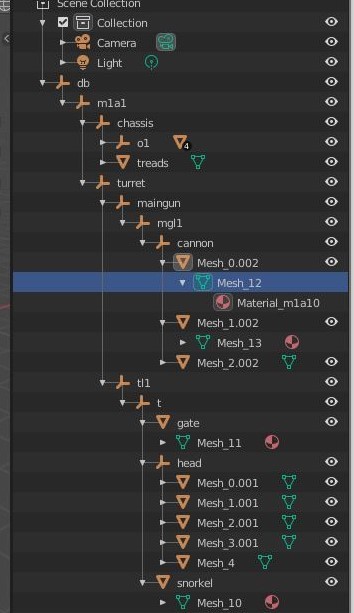 Scene Collection
Collection
Camera
Light
db
m1a1
chassis
o1 4
treads
turret
maingun
mgl1
cannon
Mesh_0.002
Mesh_12
Material_m1a10
Mesh_1.002
Mesh_13
Mesh_2.002
tl1
t
gate
Mesh_11
head
Mesh_0.001
Mesh_1.001
Mesh_2.001
Mesh_3.001
Mesh_4
snorkel
Mesh_10